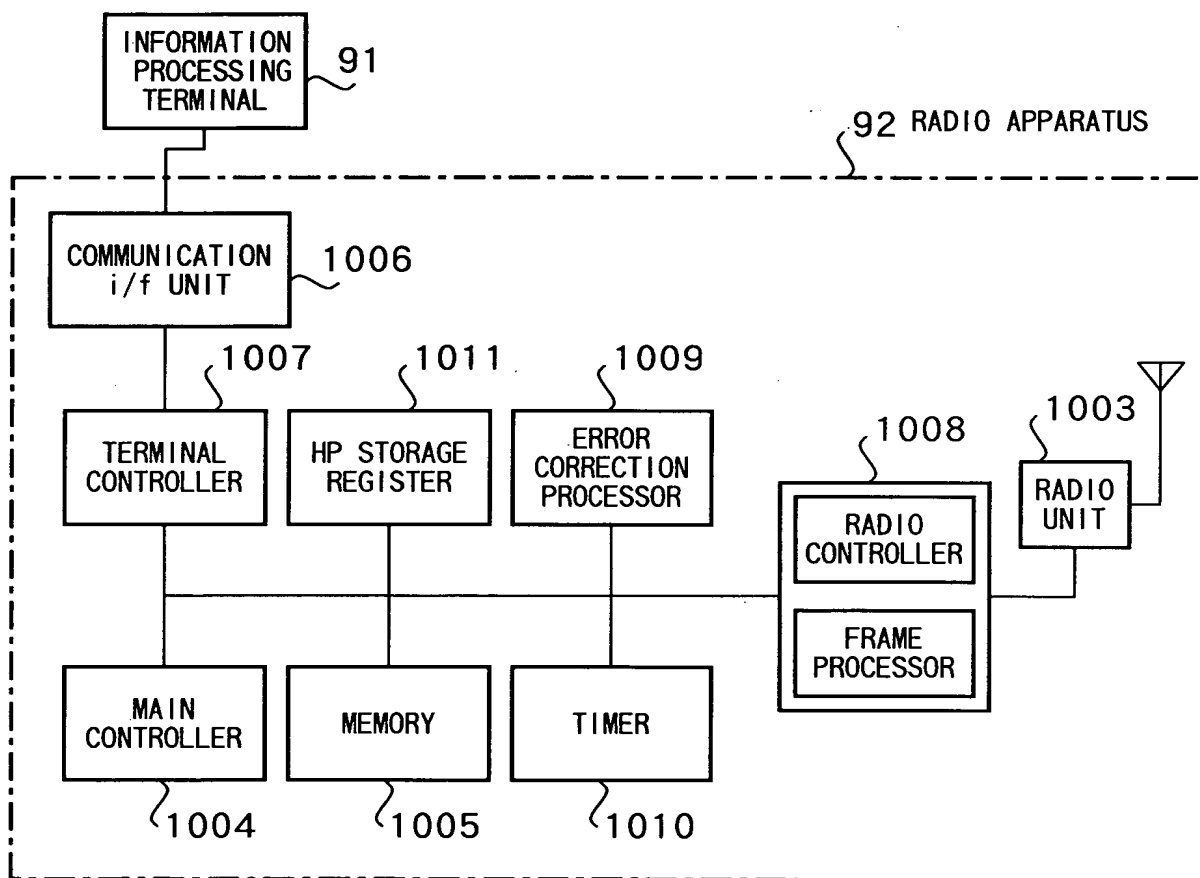 INFORMATION
PROCESSING
TERMINAL
91
92 RADIO APPARATUS
COMMUNICATION
i/f UNIT
1006
1007
1011
1009
TERMINAL
CONTROLLER
HP STORAGE
REGISTER
ERROR
CORRECTION
PROCESSOR
1008
1003
RADIO
CONTROLLER
RADIO
UNIT
FRAME
PROCESSOR
MAIN
CONTROLLER
MEMORY
TIMER
1004
1005
1010